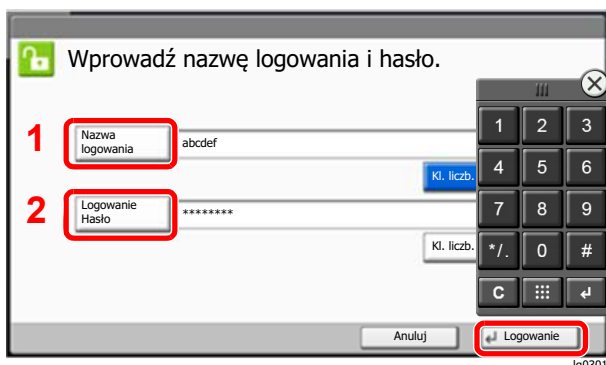 Wprowadź nazwę logowania i hasło.
1
Nazwa
logowania
abcdef
Kl. liczb.
2
Logowanie
Hasło
********
Kl. liczb.
1 2 3
4 5 6
7 8 9
*/. 0 #
C
Anuluj
Logowanie